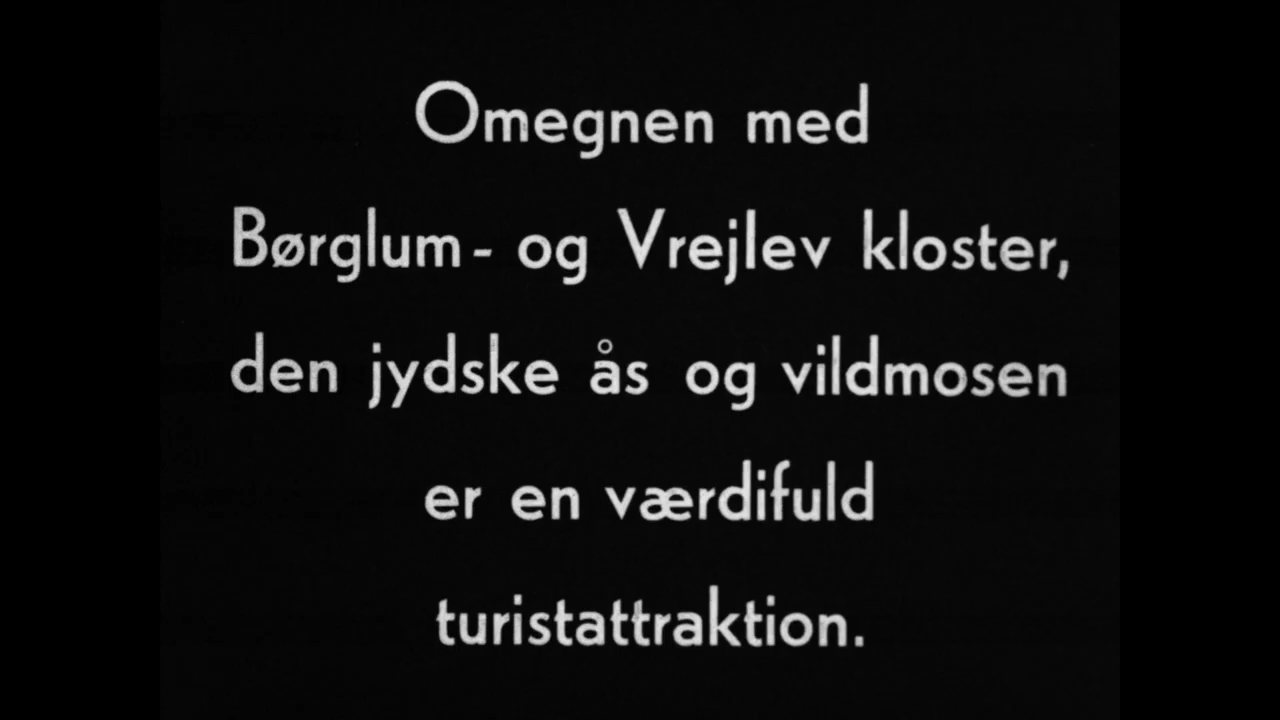 Omegnen med
Børglum- og Vrejlev kloster,
den jydske ås og vildmosen
er en værdifuld
turistattraktion.